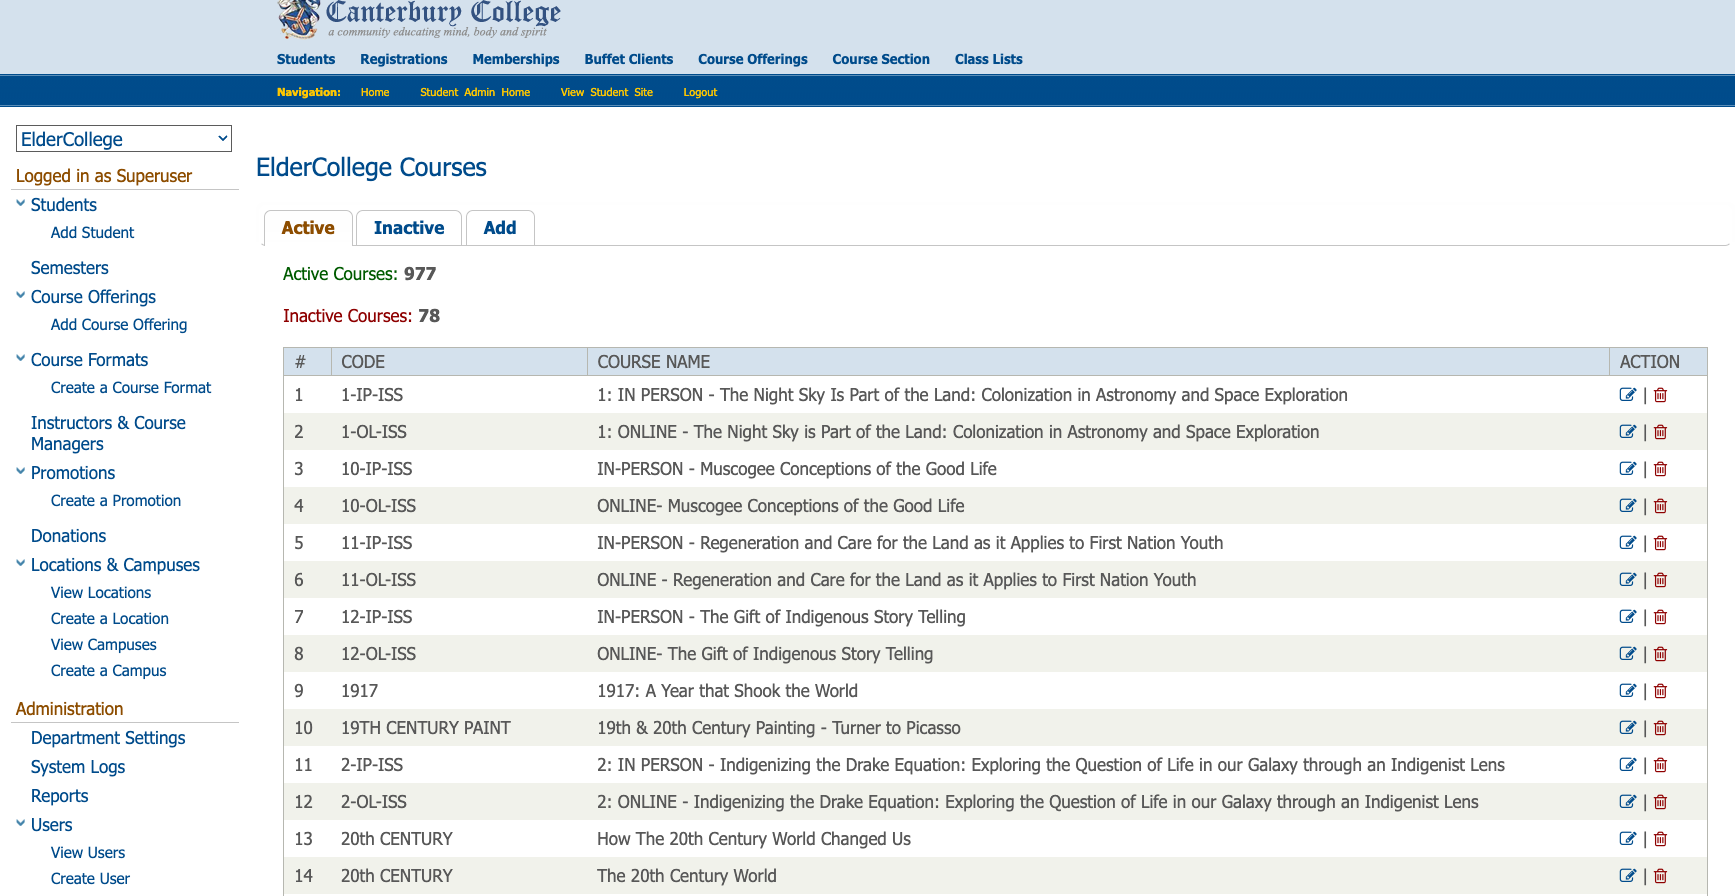 Canterbury College
a community educating mind, body and spirit
Students Registrations Memberships Buffet Clients Course Offerings Course Section Class Lists
Navigation: Home Student Admin Home View Student Site Logout
ElderCollege
Logged in as Superuser
Students
Add Student
Semesters
Course Offerings
Add Course Offering
Course Formats
Create a Course Format
Instructors & Course
Managers
Promotions
Create a Promotion
Donations
Locations & Campuses
View Locations
Create a Location
View Campuses
Create a Campus
Administration
Department Settings
System Logs
Reports
Users
View Users
Create User
ElderCollege Courses
Active Inactive Add
Active Courses: 977
Inactive Courses: 78
# CODE COURSE NAME ACTION
1 1-IP-ISS 1: IN PERSON - The Night Sky Is Part of the Land: Colonization in Astronomy and Space Exploration |
2 1-OL-ISS 1: ONLINE - The Night Sky is Part of the Land: Colonization in Astronomy and Space Exploration |
3 10-IP-ISS IN-PERSON - Muscogee Conceptions of the Good Life |
4 10-OL-ISS ONLINE- Muscogee Conceptions of the Good Life |
5 11-IP-ISS IN-PERSON - Regeneration and Care for the Land as it Applies to First Nation Youth |
6 11-OL-ISS ONLINE - Regeneration and Care for the Land as it Applies to First Nation Youth |
7 12-IP-ISS IN-PERSON - The Gift of Indigenous Story Telling |
8 12-OL-ISS ONLINE- The Gift of Indigenous Story Telling |
9 1917 1917: A Year that Shook the World |
10 19TH CENTURY PAINT 19th & 20th Century Painting - Turner to Picasso |
11 2-IP-ISS 2: IN PERSON - Indigenizing the Drake Equation: Exploring the Question of Life in our Galaxy through an Indigenist Lens |
12 2-OL-ISS 2: ONLINE - Indigenizing the Drake Equation: Exploring the Question of Life in our Galaxy through an Indigenist Lens |
13 20th CENTURY How The 20th Century World Changed Us |
14 20th CENTURY The 20th Century World |